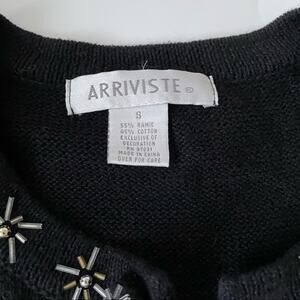 ARRIVISTE ©
S
55% RAMIE
45% COTTON
EXCLUSIVE OF
DECORATION
MADE IN CHINA
OVER FOR CARE